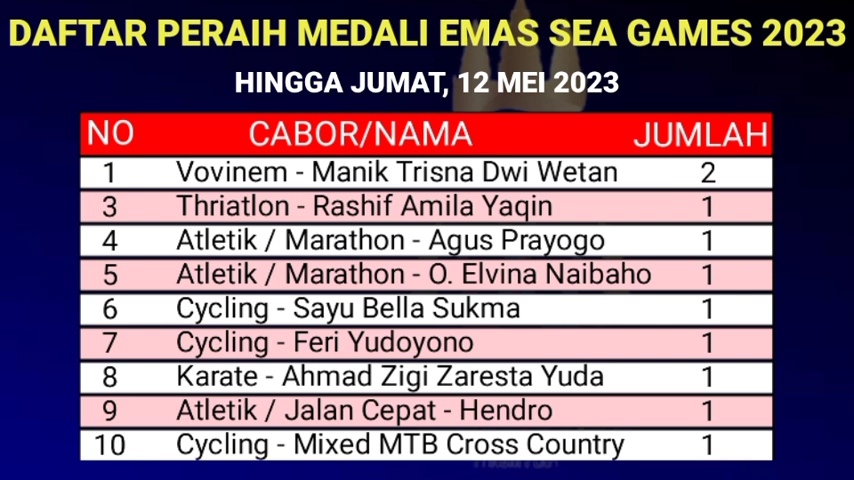 DAFTAR PERAIH MEDALI EMAS SEA GAMES 2023
HINGGA JUMAT, 12 MEI 2023
NO CABOR/NAMA JUMLAH
1 Vovinem - Manik Trisna Dwi Wetan 2
3 Thriatlon - Rashif Amila Yaqin 1
4 Atletik / Marathon - Agus Prayogo 1
5 Atletik / Marathon - O. Elvina Naibaho 1
6 Cycling - Sayu Bella Sukma 1
7 Cycling - Feri Yudoyono 1
8 Karate - Ahmad Zigi Zaresta Yuda 1
9 Atletik / Jalan Cepat - Hendro 1
10 Cycling - Mixed MTB Cross Country 1